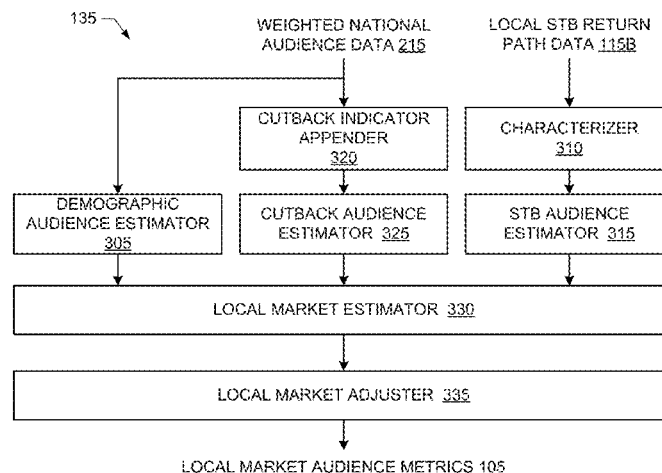 135
WEIGHTED NATIONAL
AUDIENCE DATA 215
LOCAL STB RETURN
PATH DATA 115B
CUTBACK INDICATOR
APPENDER
320
CHARACTERIZER
310
DEMOGRAPHIC
AUDIENCE ESTIMATOR
305
CUTBACK AUDIENCE
ESTIMATOR 325
STB AUDIENCE
ESTIMATOR 315
LOCAL MARKET ESTIMATOR 330
LOCAL MARKET ADJUSTER 335
LOCAL MARKET AUDIENCE METRICS 105